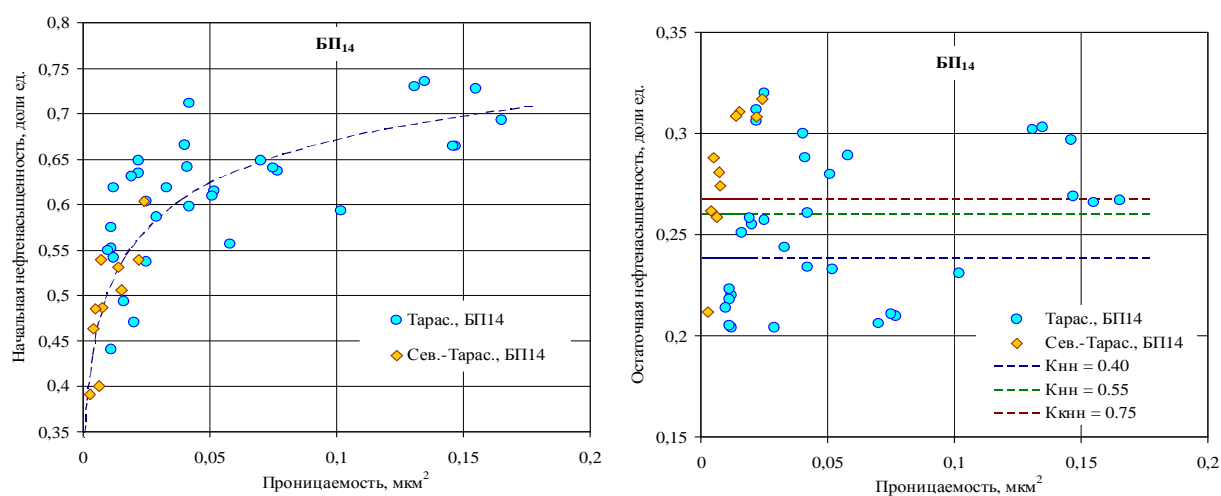 БП14
Начальная нефтенасыщенность, доли ед.
0,8
0,7
0,65
0,6
0,55
0,5
0,45
0,4
0,35
0
0,05
0,1
0,15
0,2
Тарас., БП14
Сев.-Тарас., БП14
Проницаемость, мкм²
БП14
Остаточная нефтенасыщенность, доли ед.
0,35
0,3
0,25
0,2
0,15
0
0,05
0,1
0,15
0,2
Тарас., БП14
Сев.-Тарас., БП14
Кнн = 0.40
Кнн = 0.55
Ккнн = 0.75
Проницаемость, мкм²